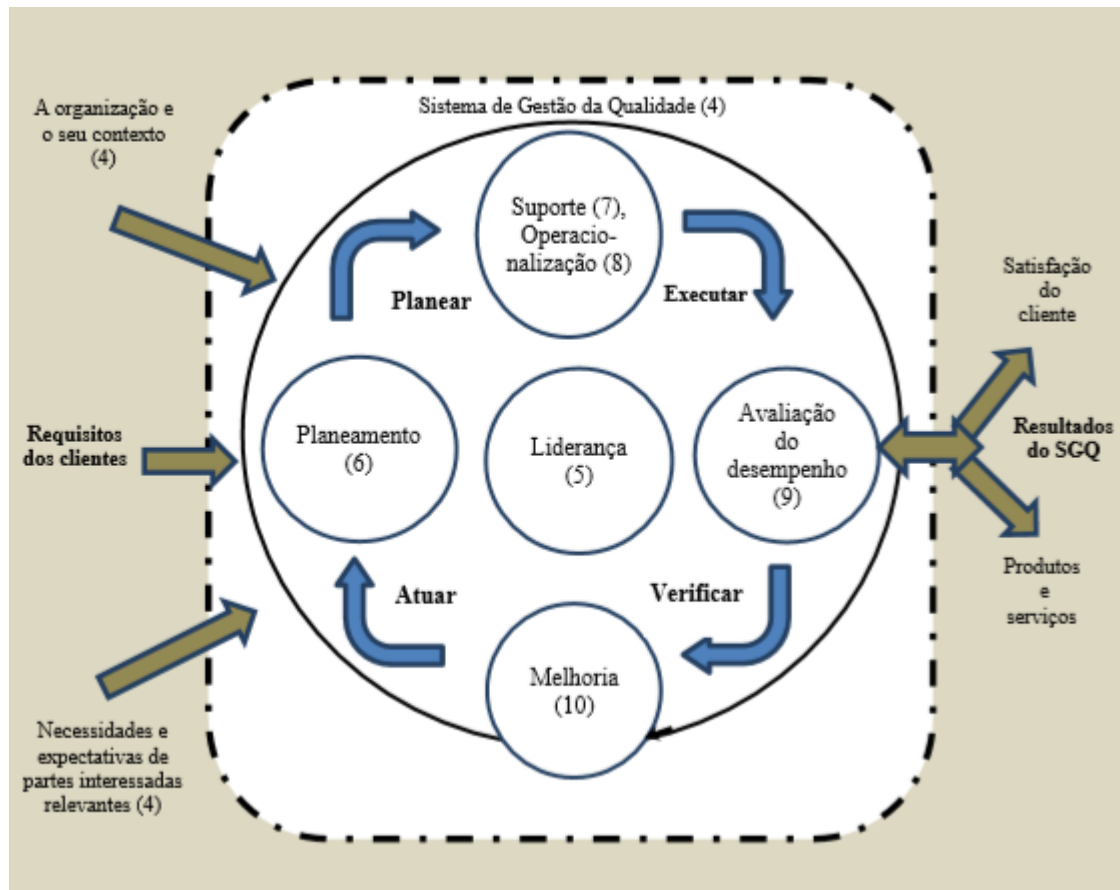 Sistema de Gestão da Qualidade (4)
A organização e
o seu contexto
(4)
Suporte (7),
Operacio-
nalização (8)
Planear
Executar
Satisfação
do
cliente
Requisitos
dos clientes
Planeamento
(6)
Liderança
(5)
Avaliação
do
desempenho
(9)
Resultados
do SGQ
Atuar
Verificar
Produtos
e
serviços
Melhoria
(10)
Necessidades e
expectativas de
partes interessadas
relevantes (4)